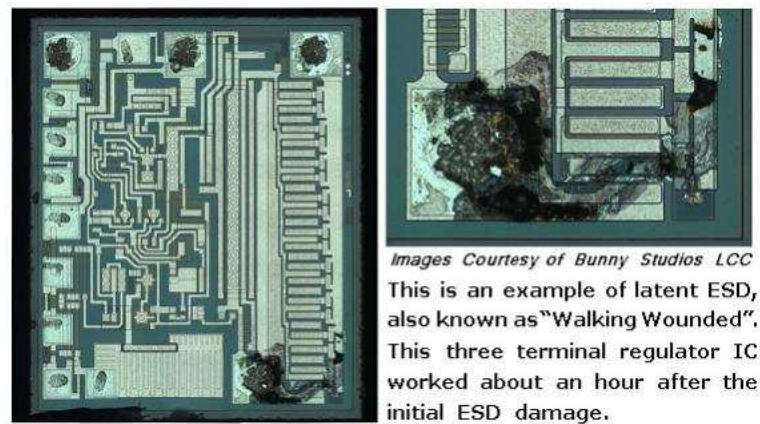 Images Courtesy of Bunny Studios LCC
This is an example of latent ESD,
also known as“Walking Wounded”.
This three terminal regulator IC
worked about an hour after the
initial ESD damage.